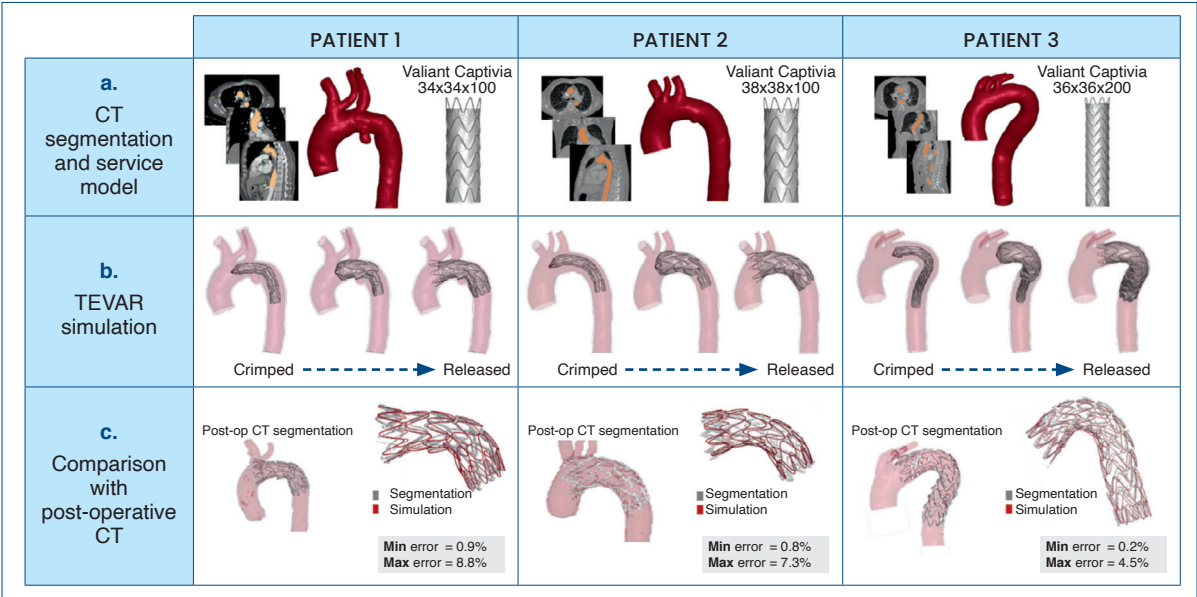 PATIENT 1
PATIENT 2
PATIENT 3
a.
CT
segmentation
and service
model
Valiant Captivia
34x34x100
Valiant Captivia
38x38x100
Valiant Captivia
36x36x200
b.
TEVAR
simulation
Crimped
Released
Crimped
Released
Crimped
Released
c.
Comparison
with
post-operative
CT
Post-op CT segmentation
Segmentation
Simulation
Min error = 0.9%
Max error = 8.8%
Post-op CT segmentation
Segmentation
Simulation
Min error = 0.8%
Max error = 7.3%
Post-op CT segmentation
Segmentation
Simulation
Min error = 0.2%
Max error = 4.5%